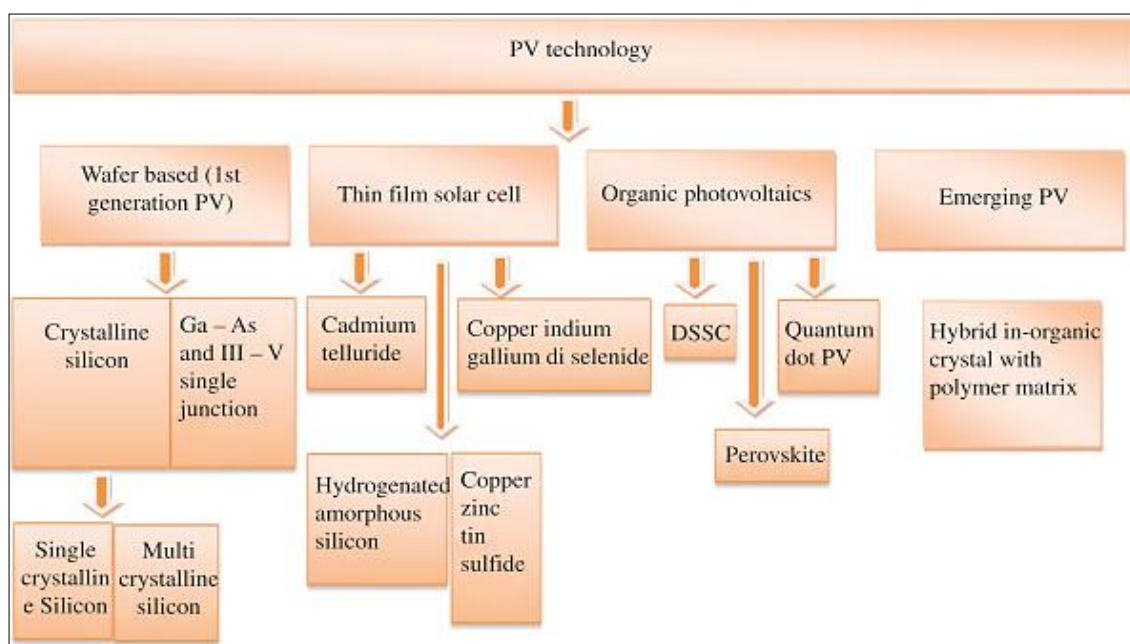 PV technology
Wafer based (1st
generation PV)
Thin film solar cell
Organic photovoltaics
Emerging PV
Crystalline
silicon
Ga – As
and III – V
single
junction
Cadmium
telluride
Copper indium
gallium di selenide
DSSC
Quantum
dot PV
Hybrid in-organic
crystal with
polymer matrix
Perovskite
Hydrogenated
amorphous
silicon
Copper
zinc
tin
sulfide
Single
crystallin
e Silicon
Multi
crystalline
silicon